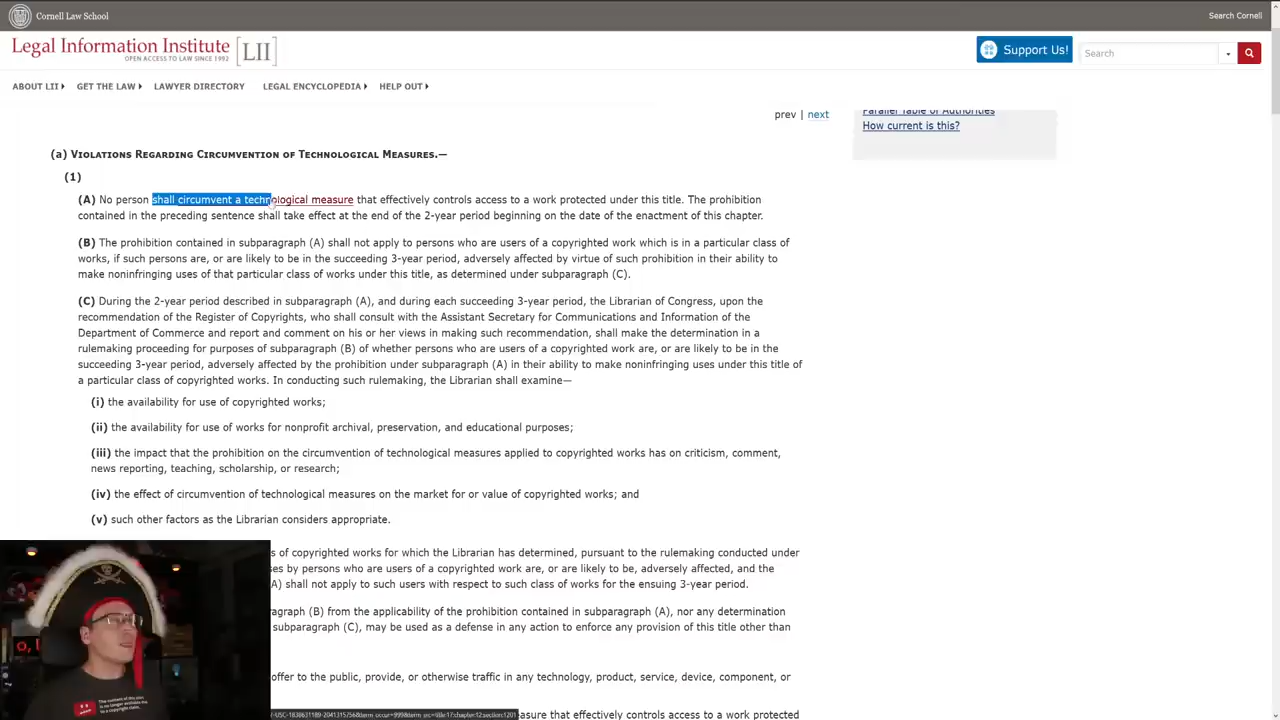 Cornell Law School
Search Cornell
Legal Information Institute [LII]
OPEN ACCESS TO LAW SINCE 1992
Support Us!
Search
ABOUT LII
GET THE LAW
LAWYER DIRECTORY
LEGAL ENCYCLOPEDIA
HELP OUT
Parallel Table of Authorities
How current is this?
prev | next
(a) VIOLATIONS REGARDING CIRCUMVENTION OF TECHNOLOGICAL MEASURES.—
(1)
(A) No person shall circumvent a technological measure that effectively controls access to a work protected under this title. The prohibition
contained in the preceding sentence shall take effect at the end of the 2-year period beginning on the date of the enactment of this chapter.
(B) The prohibition contained in subparagraph (A) shall not apply to persons who are users of a copyrighted work which is in a particular class of
works, if such persons are, or are likely to be in the succeeding 3-year period, adversely affected by virtue of such prohibition in their ability to
make noninfringing uses of that particular class of works under this title, as determined under subparagraph (C).
(C) During the 2-year period described in subparagraph (A), and during each succeeding 3-year period, the Librarian of Congress, upon the
recommendation of the Register of Copyrights, who shall consult with the Assistant Secretary for Communications and Information of the
Department of Commerce and report and comment on his or her views in making such recommendation, shall make the determination in a
rulemaking proceeding for purposes of subparagraph (B) of whether persons who are users of a copyrighted work are, or are likely to be in the
succeeding 3-year period, adversely affected by the prohibition under subparagraph (A) in their ability to make noninfringing uses under this title of
a particular class of copyrighted works. In conducting such rulemaking, the Librarian shall examine—
(i) the availability for use of copyrighted works;
(ii) the availability for use of works for nonprofit archival, preservation, and educational purposes;
(iii) the impact that the prohibition on the circumvention of technological measures applied to copyrighted works has on criticism, comment,
news reporting, teaching, scholarship, or research;
(iv) the effect of circumvention of technological measures on the market for or value of copyrighted works; and
(v) such other factors as the Librarian considers appropriate.
s of copyrighted works for which the Librarian has determined, pursuant to the rulemaking conducted under
ses by persons who are users of a copyrighted work are, or are likely to be, adversely affected, and the
A) shall not apply to such users with respect to such class of works for the ensuing 3-year period.
agraph (B) from the applicability of the prohibition contained in subparagraph (A), nor any determination
subparagraph (C), may be used as a defense in any action to enforce any provision of this title other than
offer to the public, provide, or otherwise traffic in any technology, product, service, device, component, or
asure that effectively controls access to a work protected